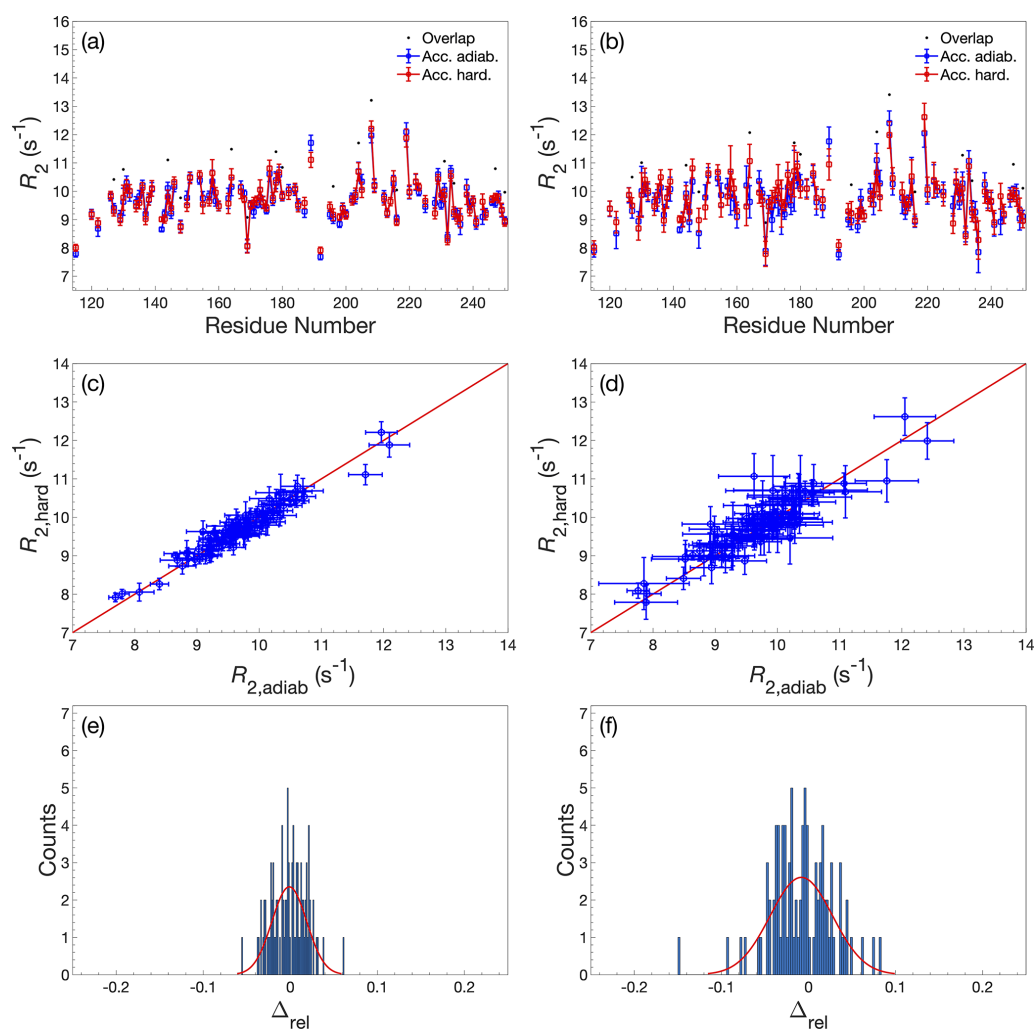 (a)
Overlap
Acc. adiab.
Acc. hard.
R2 (s-1)
16
15
14
13
12
11
10
9
8
7
120 140 160 180 200 220 240
Residue Number
(b)
Overlap
Acc. adiab.
Acc. hard.
R2 (s-1)
16
15
14
13
12
11
10
9
8
7
120 140 160 180 200 220 240
Residue Number
(c)
R2,hard (s-1)
14
13
12
11
10
9
8
7
7 8 9 10 11 12 13 14
R2,adiab (s-1)
(d)
R2,hard (s-1)
14
13
12
11
10
9
8
7
7 8 9 10 11 12 13 14
R2,adiab (s-1)
(e)
Counts
7
6
5
4
3
2
1
0
-0.2 -0.1 0 0.1 0.2
Δrel
(f)
Counts
7
6
5
4
3
2
1
0
-0.2 -0.1 0 0.1 0.2
Δrel